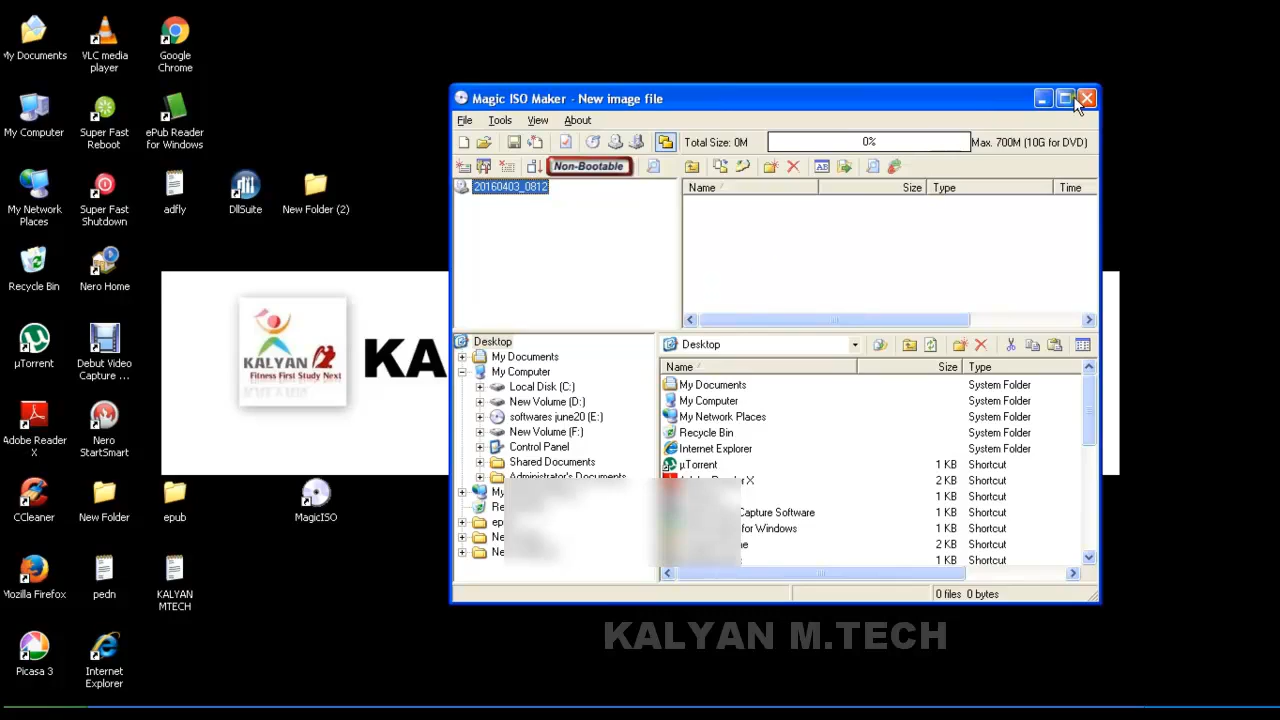 My Documents
VLC media
player
Google
Chrome
My Computer
Super Fast
Reboot
ePub Reader
for Windows
My Network
Places
Super Fast
Shutdown
adfly
DllSuite
New Folder (2)
Recycle Bin
Nero Home
µTorrent
Debut Video
Capture ...
Adobe Reader
X
Nero
StartSmart
CCleaner
New Folder
epub
MagicISO
Mozilla Firefox
pedn
KALYAN
MTECH
Picasa 3
Internet
Explorer
KALYAN
Fitness First Study Next
KA
Magic ISO Maker - New image file
File Tools View About
Total Size: 0M 0% Max. 700M (10G for DVD)
Non-Bootable
20160403_0812
Name Size Type Time
Desktop
My Documents
My Computer
Local Disk (C:)
New Volume (D:)
softwares june20 (E:)
New Volume (F:)
Control Panel
Shared Documents
Administrator's Documents
My
Re
ep
Ne
Ne
Desktop
Name Size Type
My Documents System Folder
My Computer System Folder
My Network Places System Folder
Recycle Bin System Folder
Internet Explorer System Folder
µTorrent 1 KB Shortcut
X 2 KB Shortcut
1 KB Shortcut
Capture Software 1 KB Shortcut
for Windows 1 KB Shortcut
me 2 KB Shortcut
1 KB Shortcut
0 files 0 bytes
KALYAN M.TECH